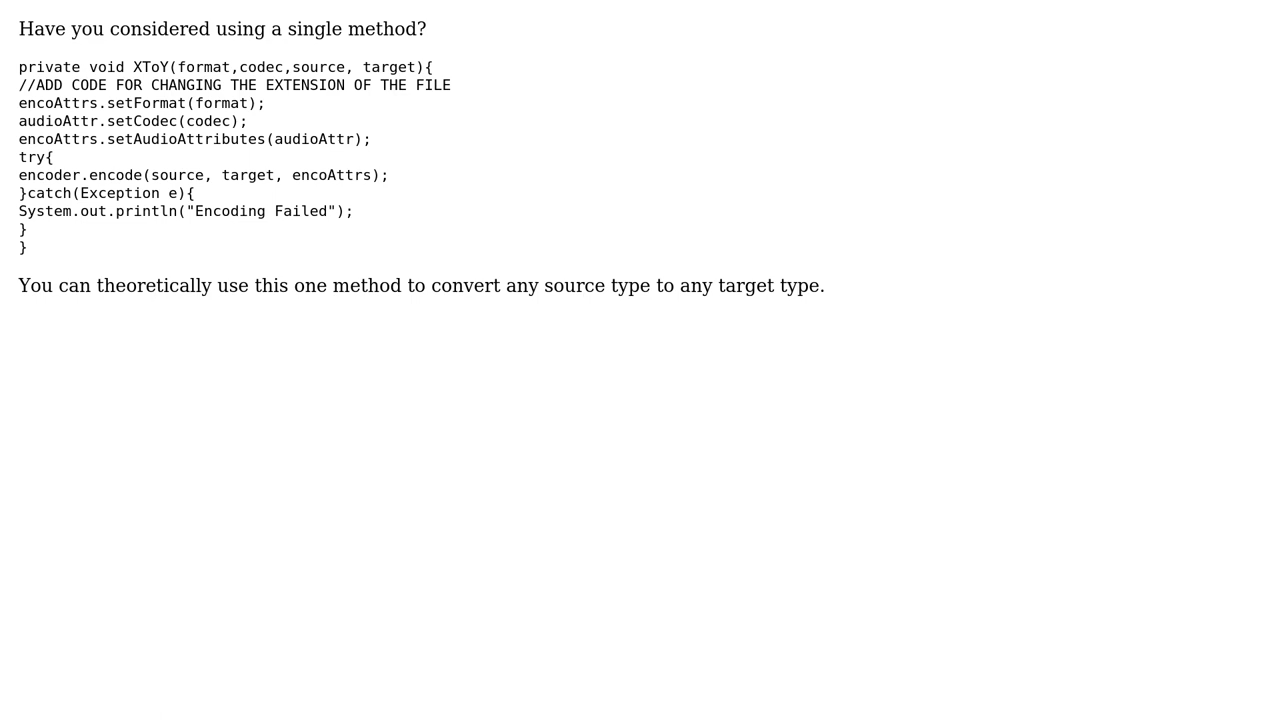 Have you considered using a single method?
private void XToY(format,codec,source, target){
//ADD CODE FOR CHANGING THE EXTENSION OF THE FILE
encoAttrs.setFormat(format);
audioAttr.setCodec(codec);
encoAttrs.setAudioAttributes(audioAttr);
try{
encoder.encode(source, target, encoAttrs);
}catch(Exception e){
System.out.println("Encoding Failed");
}
}
You can theoretically use this one method to convert any source type to any target type.